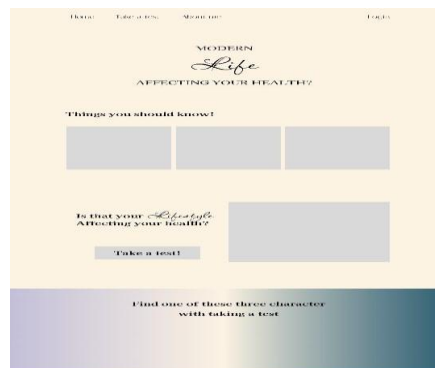 Home Take a test About me Login
MODERN
Life
AFFECTING YOUR HEALTH?
Things you should know!
Is that your Lifestyle
Affecting your health?
Take a test!
Find one of these three character
with taking a test